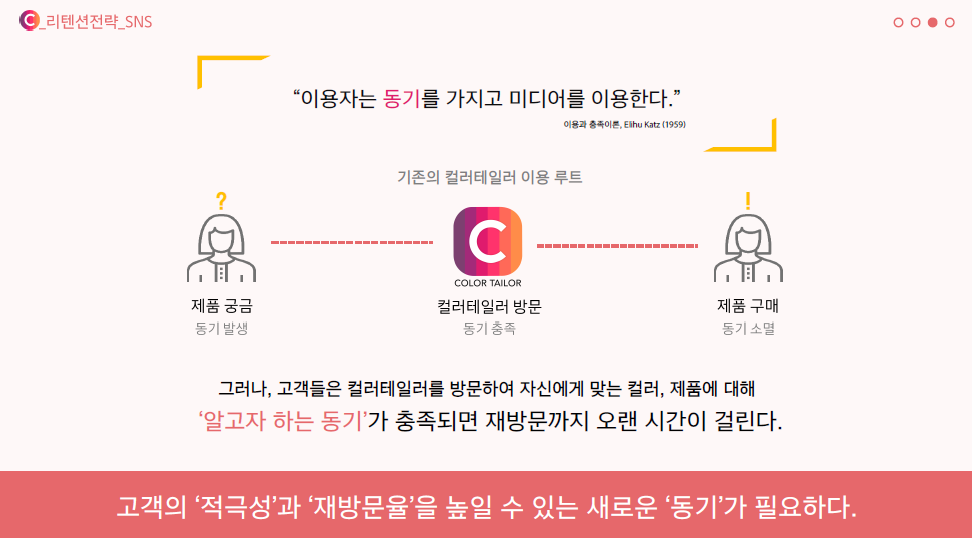 C_리텐션전략_SNS
“이용자는 동기를 가지고 미디어를 이용한다.”
이용과 충족이론, Elihu Katz (1959)
기존의 컬러테일러 이용 루트
? !
C
COLOR TAILOR
제품 궁금 컬러테일러 방문 제품 구매
동기 발생 동기 충족 동기 소멸
그러나, 고객들은 컬러테일러를 방문하여 자신에게 맞는 컬러, 제품에 대해
‘알고자 하는 동기’가 충족되면 재방문까지 오랜 시간이 걸린다.
고객의 ‘적극성’과 ‘재방문율’을 높일 수 있는 새로운 ‘동기’가 필요하다.